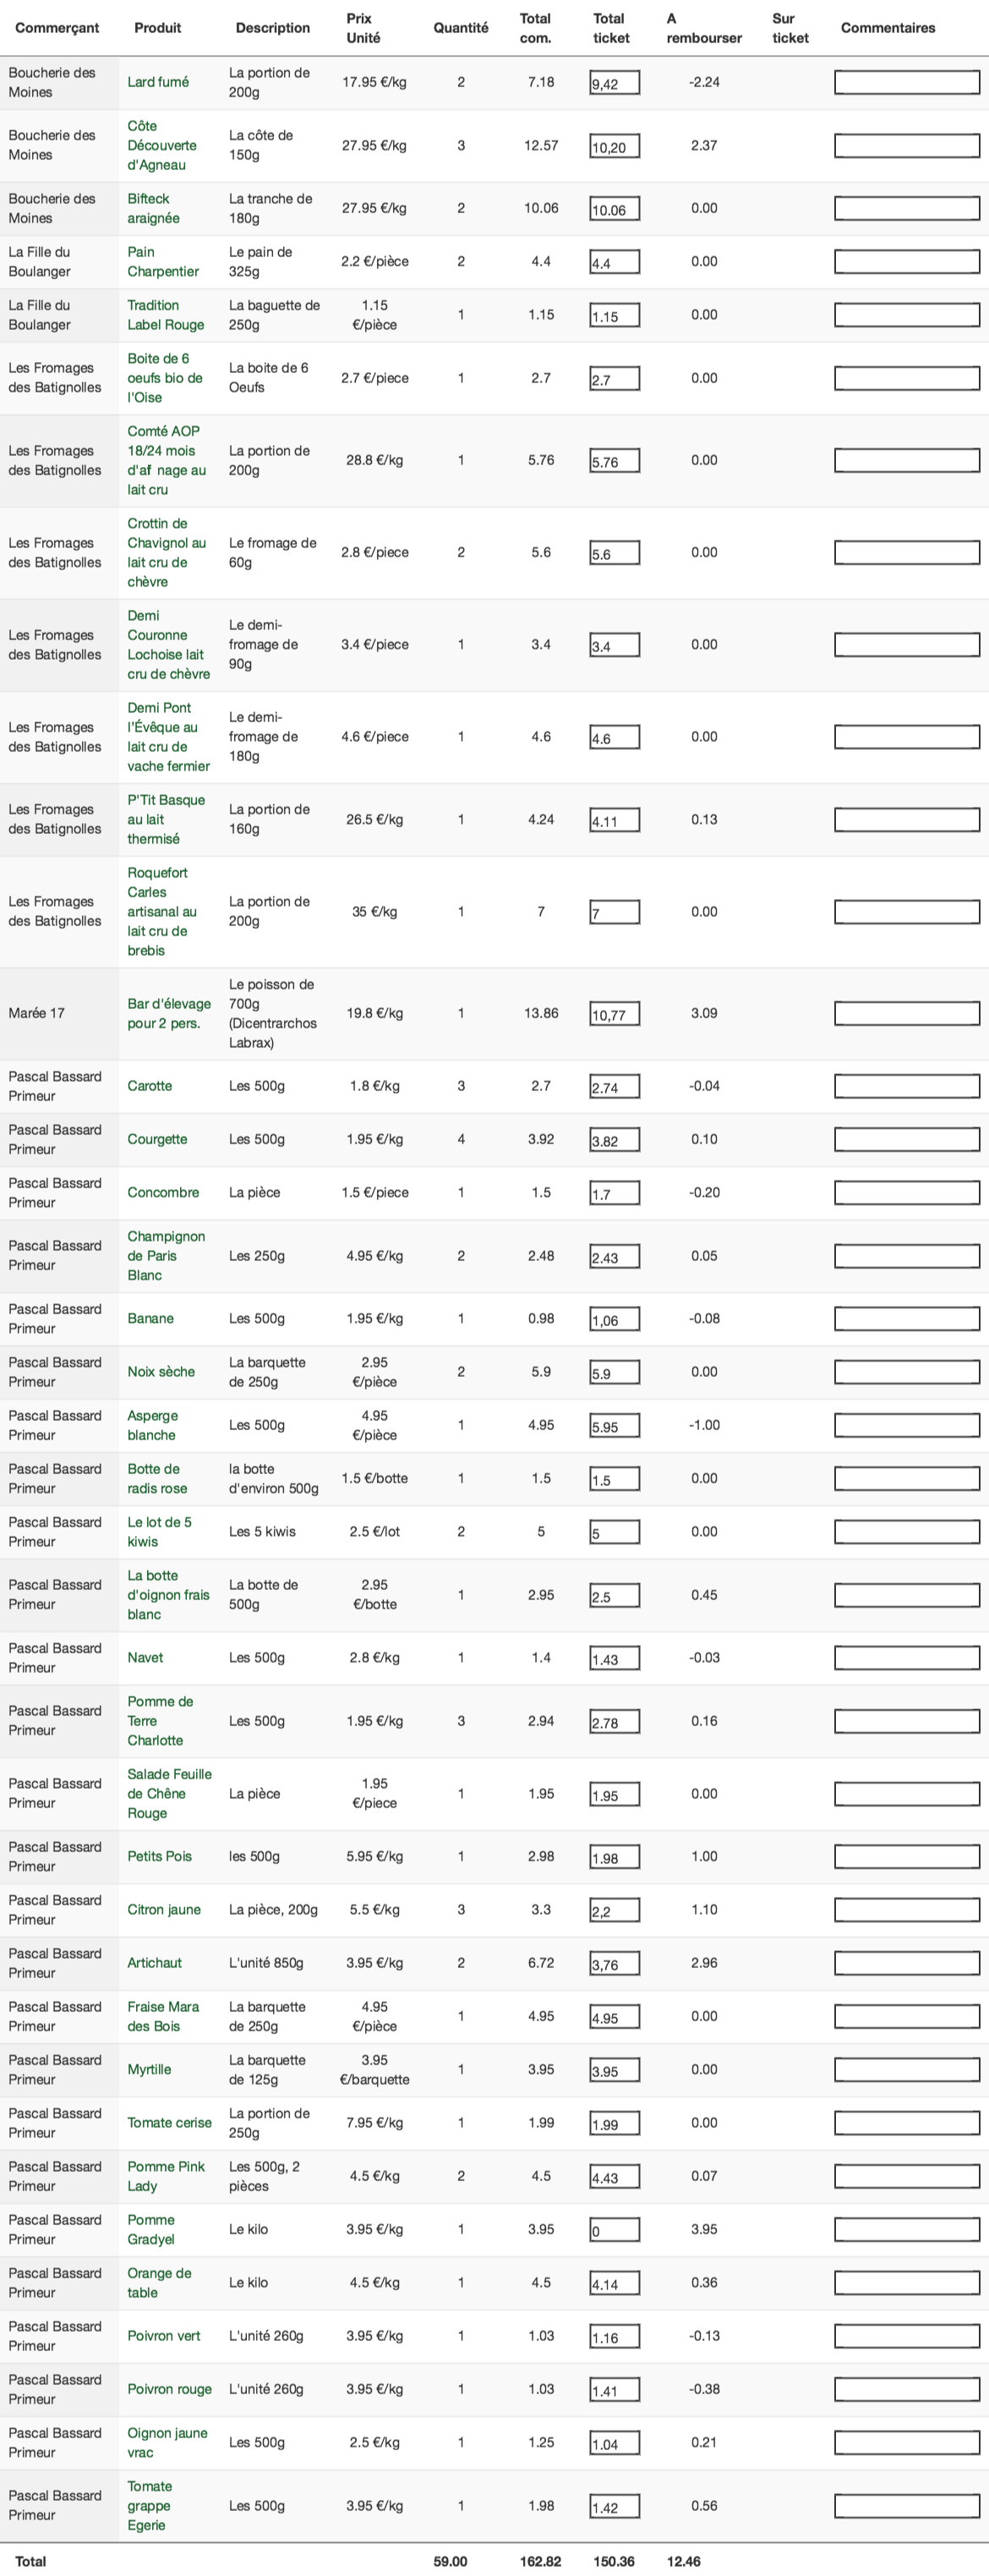 Commerçant Produit Description Prix Unité Quantité Total com. Total ticket A rembourser Sur ticket Commentaires
Boucherie des Moines Lard fumé La portion de 200g 17.95 €/kg 2 7.18 9,42 -2.24
Boucherie des Moines Côte Découverte d'Agneau La côte de 150g 27.95 €/kg 3 12.57 10,20 2.37
Boucherie des Moines Bifteck araignée La tranche de 180g 27.95 €/kg 2 10.06 10.06 0.00
La Fille du Boulanger Pain Charpentier Le pain de 325g 2.2 €/pièce 2 4.4 4.4 0.00
La Fille du Boulanger Tradition Label Rouge La baguette de 250g 1.15 €/pièce 1 1.15 1.15 0.00
Les Fromages des Batignolles Boite de 6 oeufs bio de l'Oise La boite de 6 Oeufs 2.7 €/piece 1 2.7 2.7 0.00
Les Fromages des Batignolles Comté AOP 18/24 mois d'af nage au lait cru La portion de 200g 28.8 €/kg 1 5.76 5.76 0.00
Les Fromages des Batignolles Crottin de Chavignol au lait cru de chèvre Le fromage de 60g 2.8 €/piece 2 5.6 5.6 0.00
Les Fromages des Batignolles Demi Couronne Lochoise lait cru de chèvre Le demi-fromage de 90g 3.4 €/piece 1 3.4 3.4 0.00
Les Fromages des Batignolles Demi Pont l'Évêque au lait cru de vache fermier Le demi-fromage de 180g 4.6 €/piece 1 4.6 4.6 0.00
Les Fromages des Batignolles P'Tit Basque au lait thermisé La portion de 160g 26.5 €/kg 1 4.24 4.11 0.13
Les Fromages des Batignolles Roquefort Carles artisanal au lait cru de brebis La portion de 200g 35 €/kg 1 7 7 0.00
Marée 17 Bar d'élevage pour 2 pers. Le poisson de 700g (Dicentrarchos Labrax) 19.8 €/kg 1 13.86 10,77 3.09
Pascal Bassard Primeur Carotte Les 500g 1.8 €/kg 3 2.7 2.74 -0.04
Pascal Bassard Primeur Courgette Les 500g 1.95 €/kg 4 3.92 3.82 0.10
Pascal Bassard Primeur Concombre La pièce 1.5 €/piece 1 1.5 1.7 -0.20
Pascal Bassard Primeur Champignon de Paris Blanc Les 250g 4.95 €/kg 2 2.48 2.43 0.05
Pascal Bassard Primeur Banane Les 500g 1.95 €/kg 1 0.98 1,06 -0.08
Pascal Bassard Primeur Noix sèche La barquette de 250g 2.95 €/pièce 2 5.9 5.9 0.00
Pascal Bassard Primeur Asperge blanche Les 500g 4.95 €/pièce 1 4.95 5.95 -1.00
Pascal Bassard Primeur Botte de radis rose la botte d'environ 500g 1.5 €/botte 1 1.5 1.5 0.00
Pascal Bassard Primeur Le lot de 5 kiwis Les 5 kiwis 2.5 €/lot 2 5 5 0.00
Pascal Bassard Primeur La botte d'oignon frais blanc La botte de 500g 2.95 €/botte 1 2.95 2.5 0.45
Pascal Bassard Primeur Navet Les 500g 2.8 €/kg 1 1.4 1.43 -0.03
Pascal Bassard Primeur Pomme de Terre Charlotte Les 500g 1.95 €/kg 3 2.94 2.78 0.16
Pascal Bassard Primeur Salade Feuille de Chêne Rouge La pièce 1.95 €/piece 1 1.95 1.95 0.00
Pascal Bassard Primeur Petits Pois les 500g 5.95 €/kg 1 2.98 1.98 1.00
Pascal Bassard Primeur Citron jaune La pièce, 200g 5.5 €/kg 3 3.3 2,2 1.10
Pascal Bassard Primeur Artichaut L'unité 850g 3.95 €/kg 2 6.72 3,76 2.96
Pascal Bassard Primeur Fraise Mara des Bois La barquette de 250g 4.95 €/pièce 1 4.95 4.95 0.00
Pascal Bassard Primeur Myrtille La barquette de 125g 3.95 €/barquette 1 3.95 3.95 0.00
Pascal Bassard Primeur Tomate cerise La portion de 250g 7.95 €/kg 1 1.99 1.99 0.00
Pascal Bassard Primeur Pomme Pink Lady Les 500g, 2 pièces 4.5 €/kg 2 4.5 4.43 0.07
Pascal Bassard Primeur Pomme Gradyel Le kilo 3.95 €/kg 1 3.95 0 3.95
Pascal Bassard Primeur Orange de table Le kilo 4.5 €/kg 1 4.5 4.14 0.36
Pascal Bassard Primeur Poivron vert L'unité 260g 3.95 €/kg 1 1.03 1.16 -0.13
Pascal Bassard Primeur Poivron rouge L'unité 260g 3.95 €/kg 1 1.03 1.41 -0.38
Pascal Bassard Primeur Oignon jaune vrac Les 500g 2.5 €/kg 1 1.25 1.04 0.21
Pascal Bassard Primeur Tomate grappe Egerie Les 500g 3.95 €/kg 1 1.98 1.42 0.56
Total 59.00 162.82 150.36 12.46